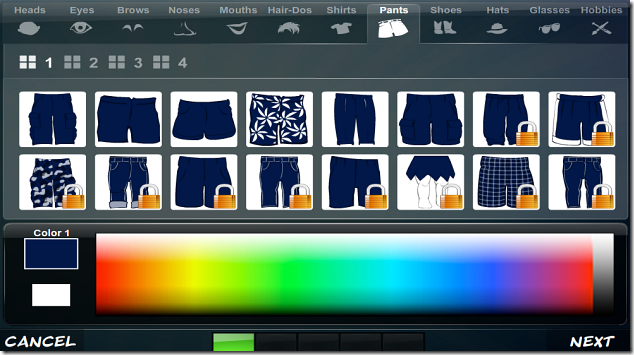 Heads Eyes Brows Noses Mouths Hair-Dos Shirts Pants Shoes Hats Glasses Hobbies
1 2 3 4
Color 1
CANCEL NEXT